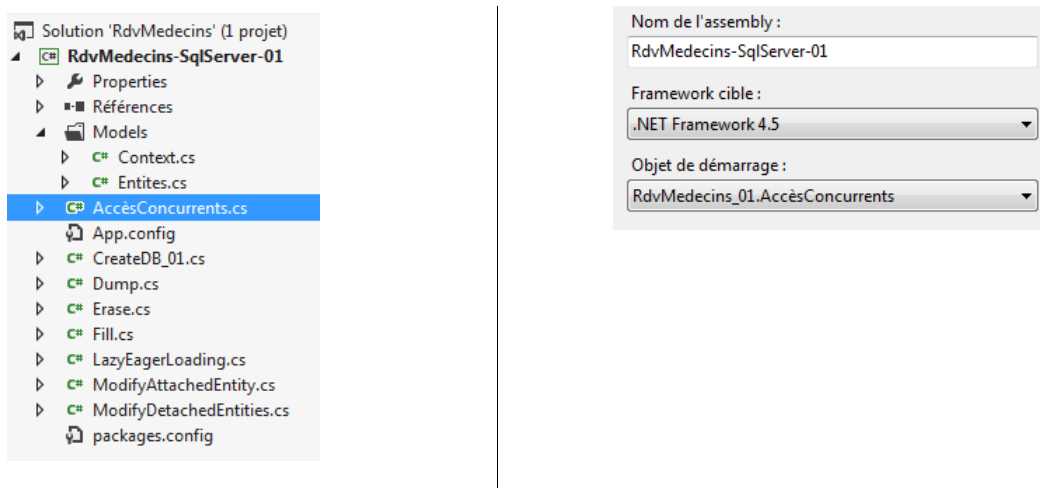 Solution 'RdvMedecins' (1 projet)
RdvMedecins-SqlServer-01
Properties
Références
Models
Context.cs
Entites.cs
AccèsConcurrents.cs
App.config
CreateDB_01.cs
Dump.cs
Erase.cs
Fill.cs
LazyEagerLoading.cs
ModifyAttachedEntity.cs
ModifyDetachedEntities.cs
packages.config
Nom de l'assembly :
RdvMedecins-SqlServer-01
Framework cible :
.NET Framework 4.5
Objet de démarrage :
RdvMedecins_01.AccèsConcurrents